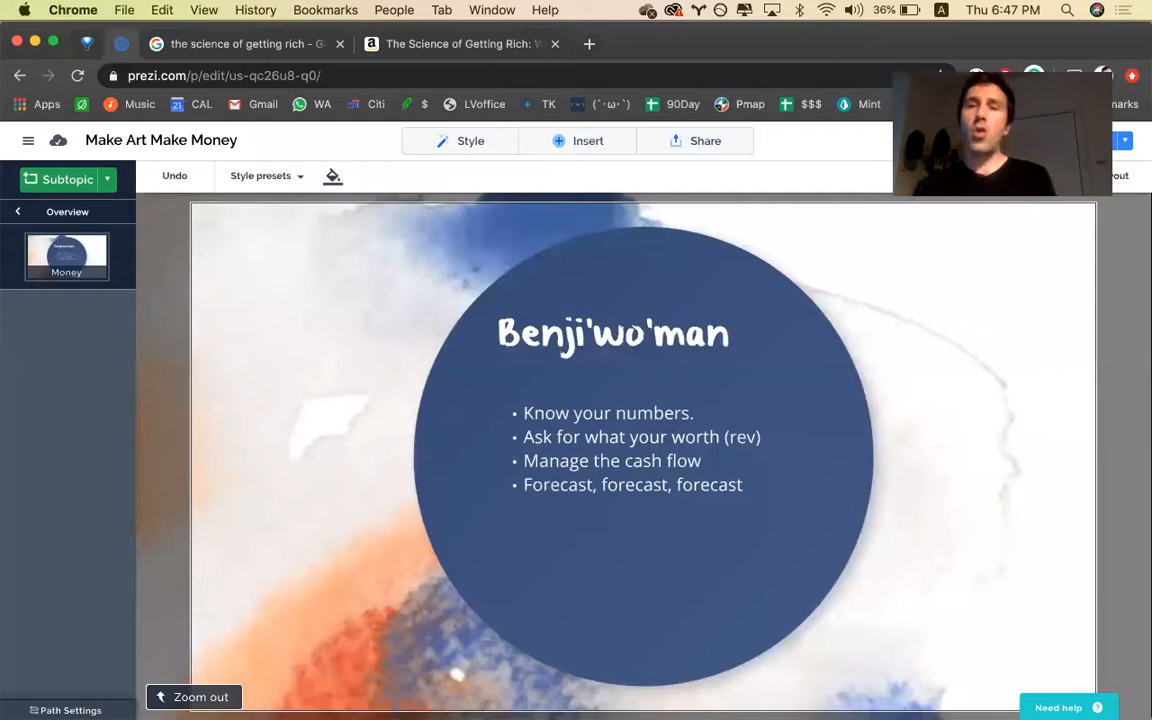 Chrome File Edit View History Bookmarks People Tab Window Help 36% A Thu 6:47 PM
the science of getting rich - G
The Science of Getting Rich: W
prezi.com/p/edit/us-qc26u8-q0/
Apps Music CAL Gmail WA Citi $ LVoffice TK (´·ω·`) 90Day Pmap $$$ Mint
Make Art Make Money
Style Insert Share
Subtopic
Undo Style presets
Overview
Money
Benji'wo'man
• Know your numbers.
• Ask for what your worth (rev)
• Manage the cash flow
• Forecast, forecast, forecast
Zoom out
Path Settings
Need help ?